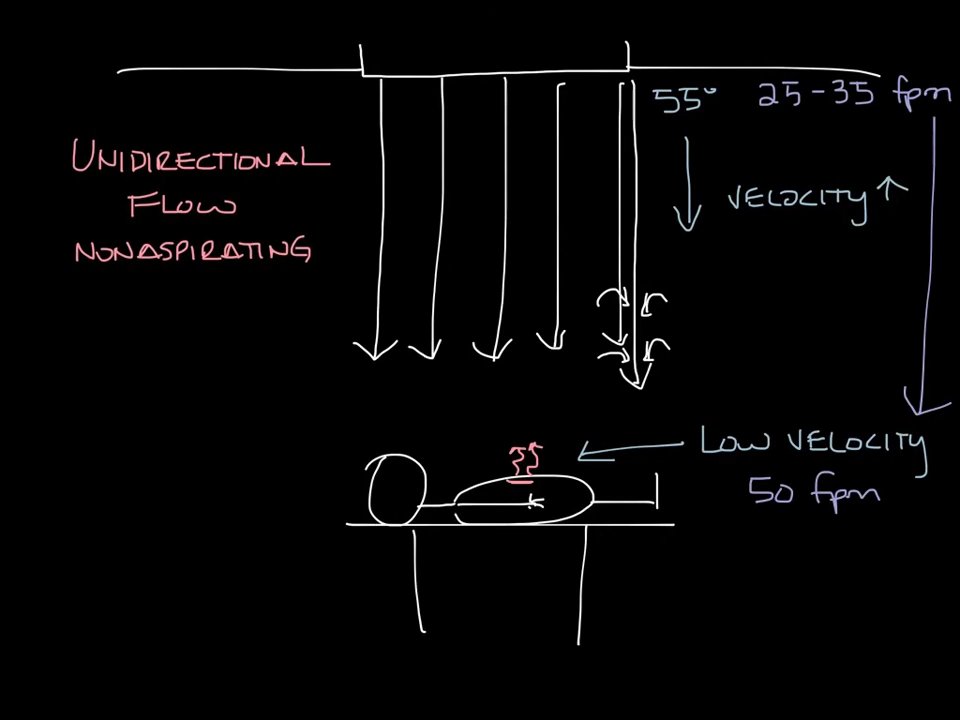 55° 25-35 fpm
UNIDIRECTIONAL
FLOW
NONASPIRATING
VELOCITY ↑
LOW VELOCITY
50 fpm